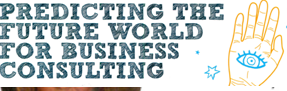 PREDICTING THE
FUTURE WORLD
FOR BUSINESS
CONSULTING